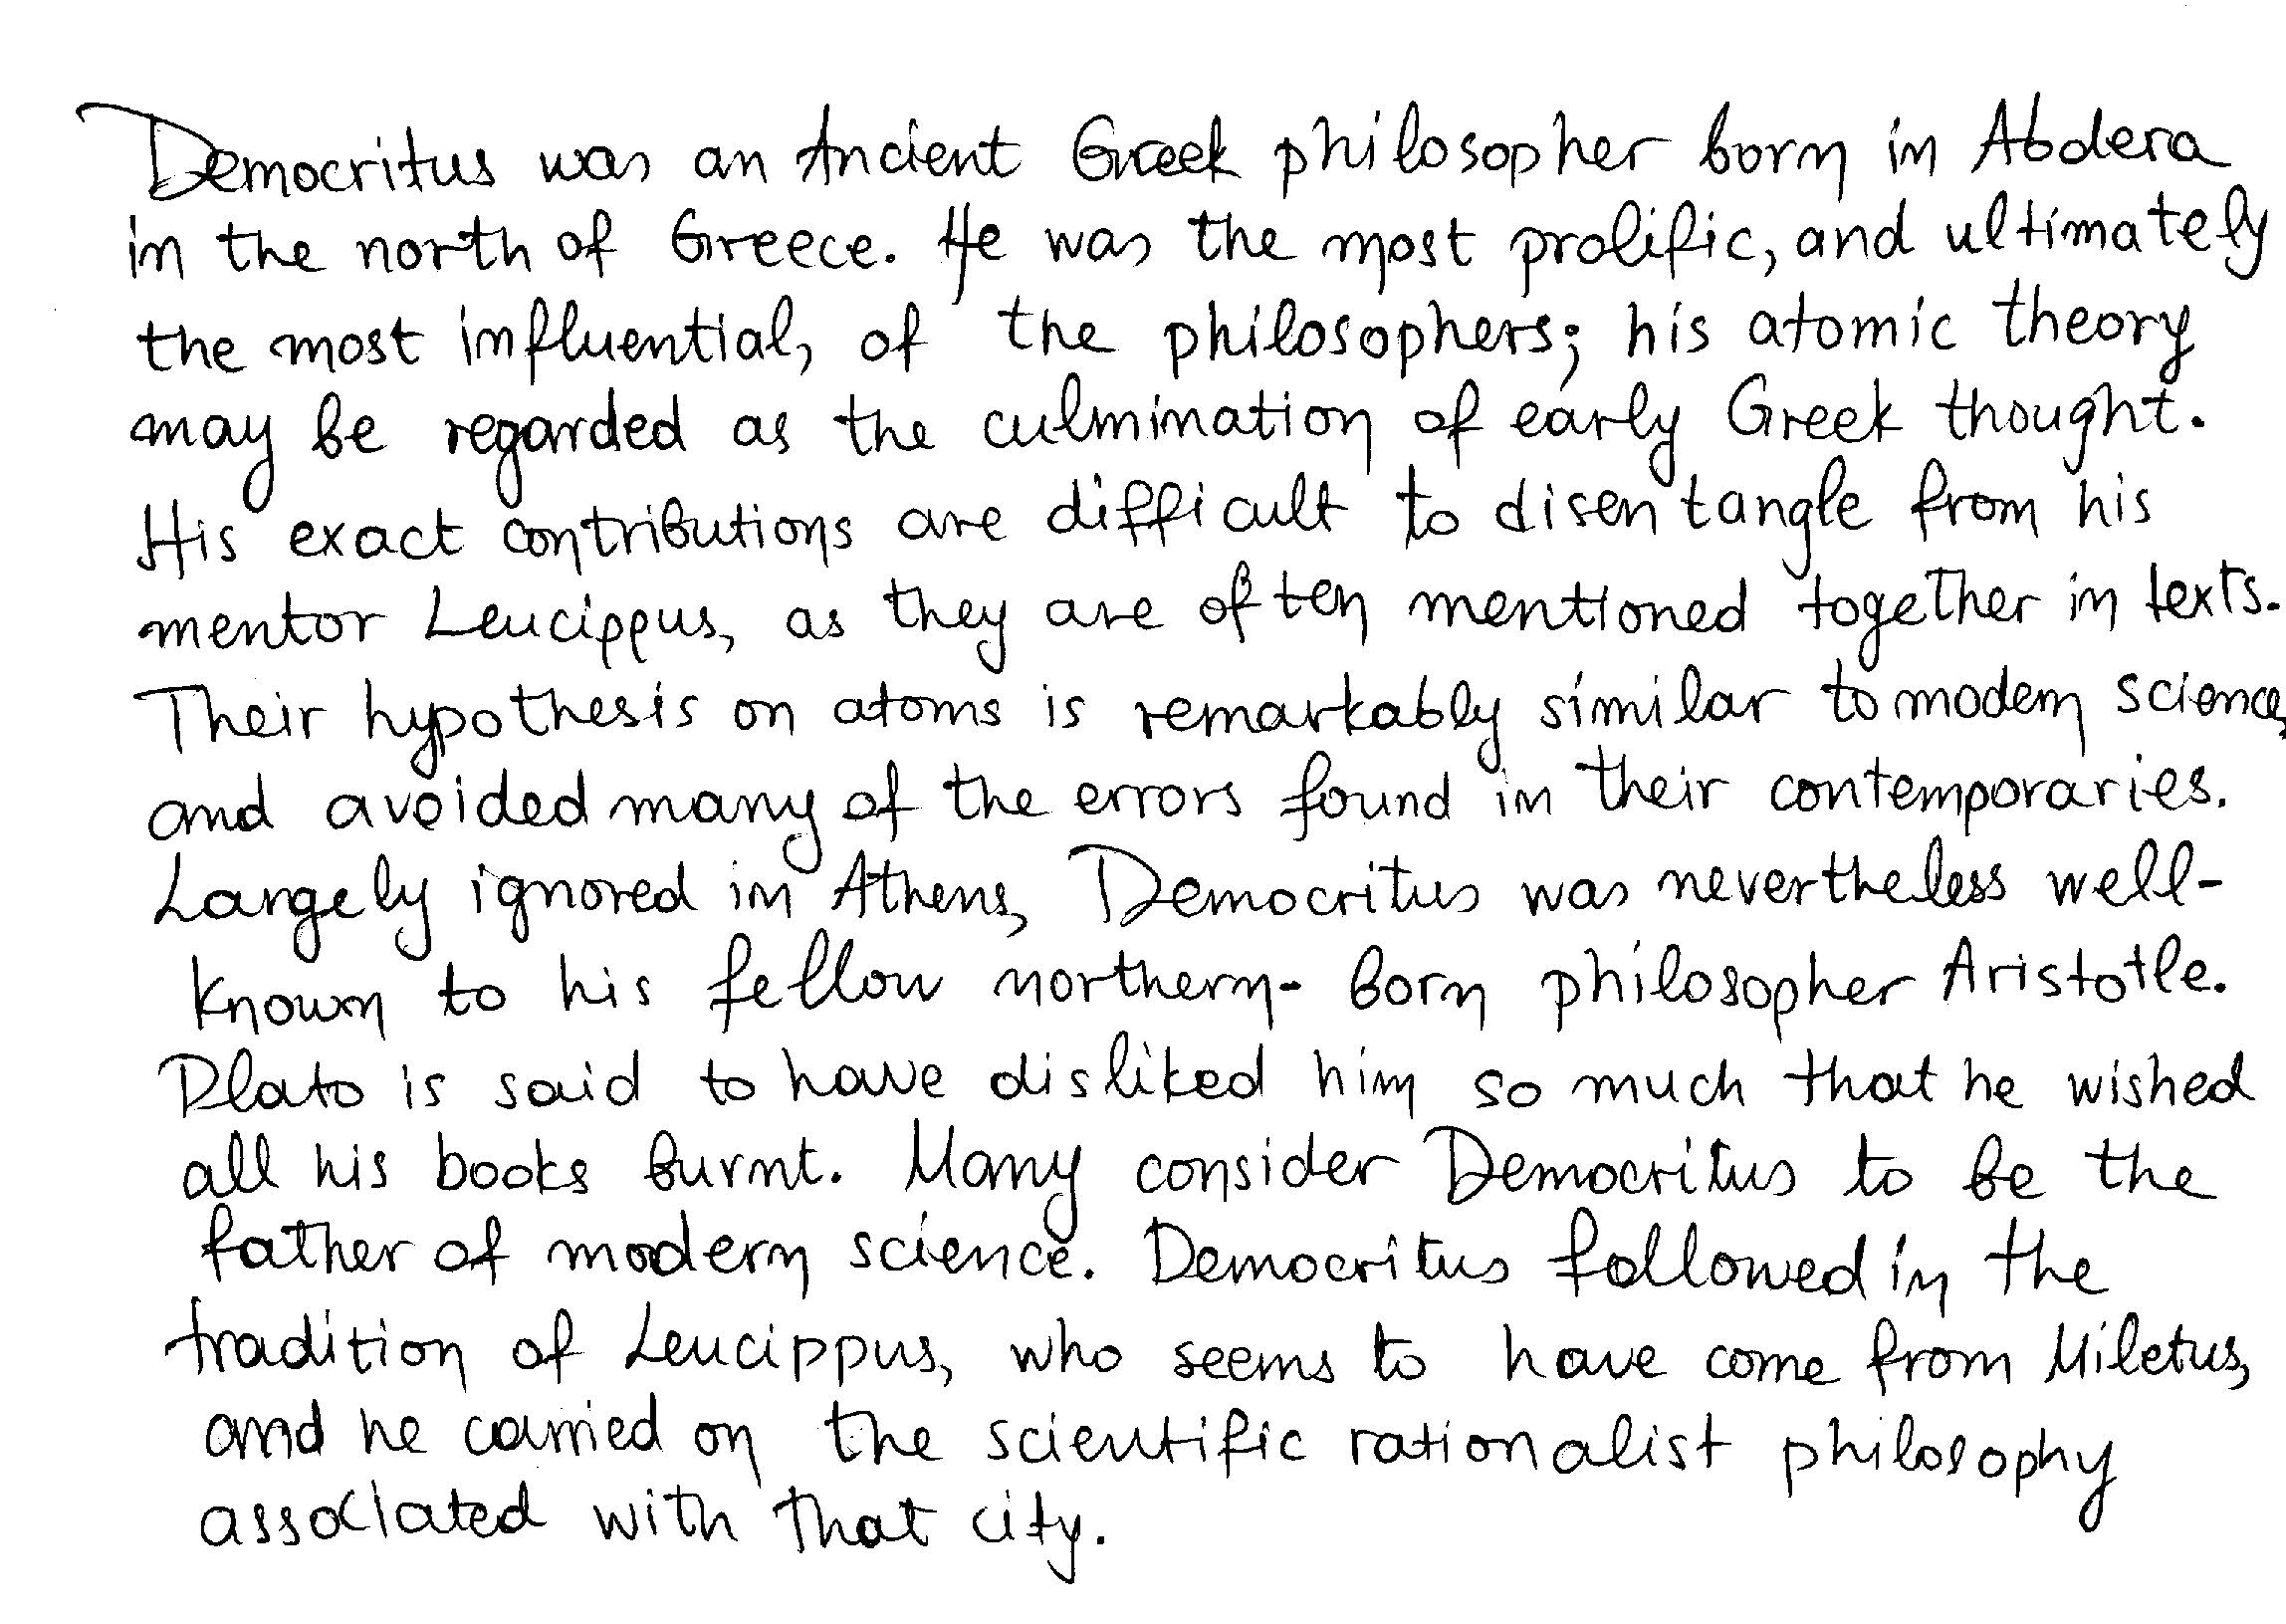 Democritus was an Ancient Greek philosopher born in Abdera
in the north of Greece. He was the most prolific, and ultimately
the most influential, of the philosophers; his atomic theory
may be regarded as the culmination of early Greek thought.
His exact contributions are difficult to disentangle from his
mentor Leucippus, as they are often mentioned together in texts.
Their hypothesis on atoms is remarkably similar to modern science,
and avoided many of the errors found in their contemporaries.
Largely ignored in Athens, Democritus was nevertheless well-
known to his fellow northern-born philosopher Aristotle.
Plato is said to have disliked him so much that he wished
all his books burnt. Many consider Democritus to be the
father of modern science. Democritus followed in the
tradition of Leucippus, who seems to have come from Miletus,
and he carried on the scientific rationalist philosophy
associated with that city.